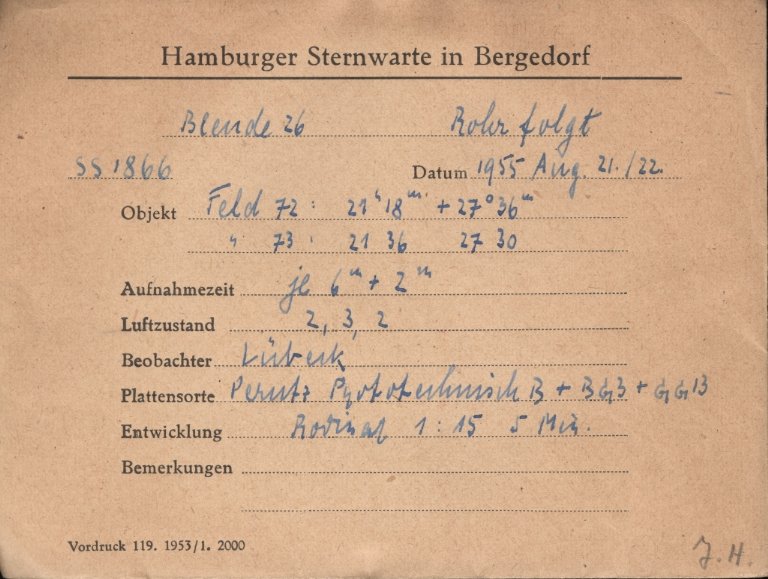 Hamburger Sternwarte in Bergedorf
Blende 26 Rohr folgt
SS 1866 Datum 1955 Aug. 21./22.
Objekt Feld 72: 21ʰ18ᵐ +27°36ᵐ
" 73: 21 36 27 30
Aufnahmezeit je 6ᵐ + 2ᵐ
Luftzustand 2, 3, 2
Beobachter Lübeck
Plattensorte Perutz Phototechnisch B + BG3 + GG13
Entwicklung Rodinal 1:15 5 Min.
Bemerkungen
Vordruck 119. 1953/1. 2000
J.H.